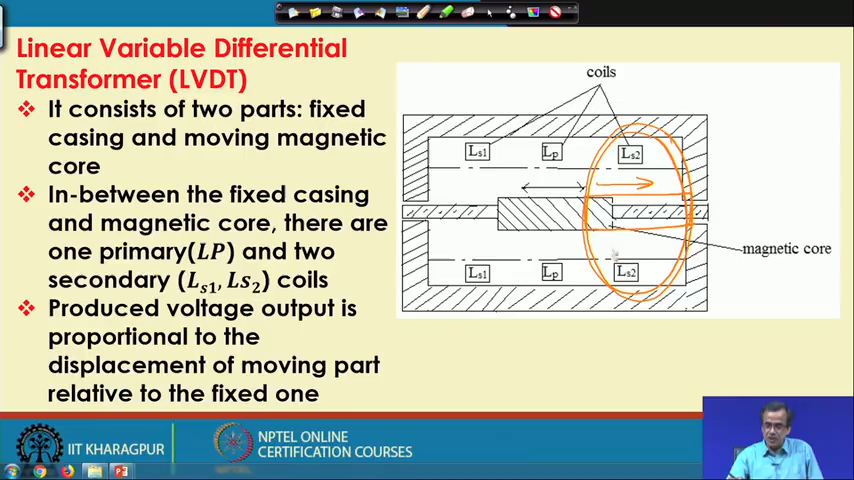 Linear Variable Differential
Transformer (LVDT)
❖ It consists of two parts: fixed
casing and moving magnetic
core
❖ In-between the fixed casing
and magnetic core, there are
one primary(LP) and two
secondary (Ls1, Ls2) coils
❖ Produced voltage output is
proportional to the
displacement of moving part
relative to the fixed one
coils
Ls1 Lp Ls2
magnetic core
Ls1 Lp Ls2
IIT KHARAGPUR
NPTEL ONLINE
CERTIFICATION COURSES